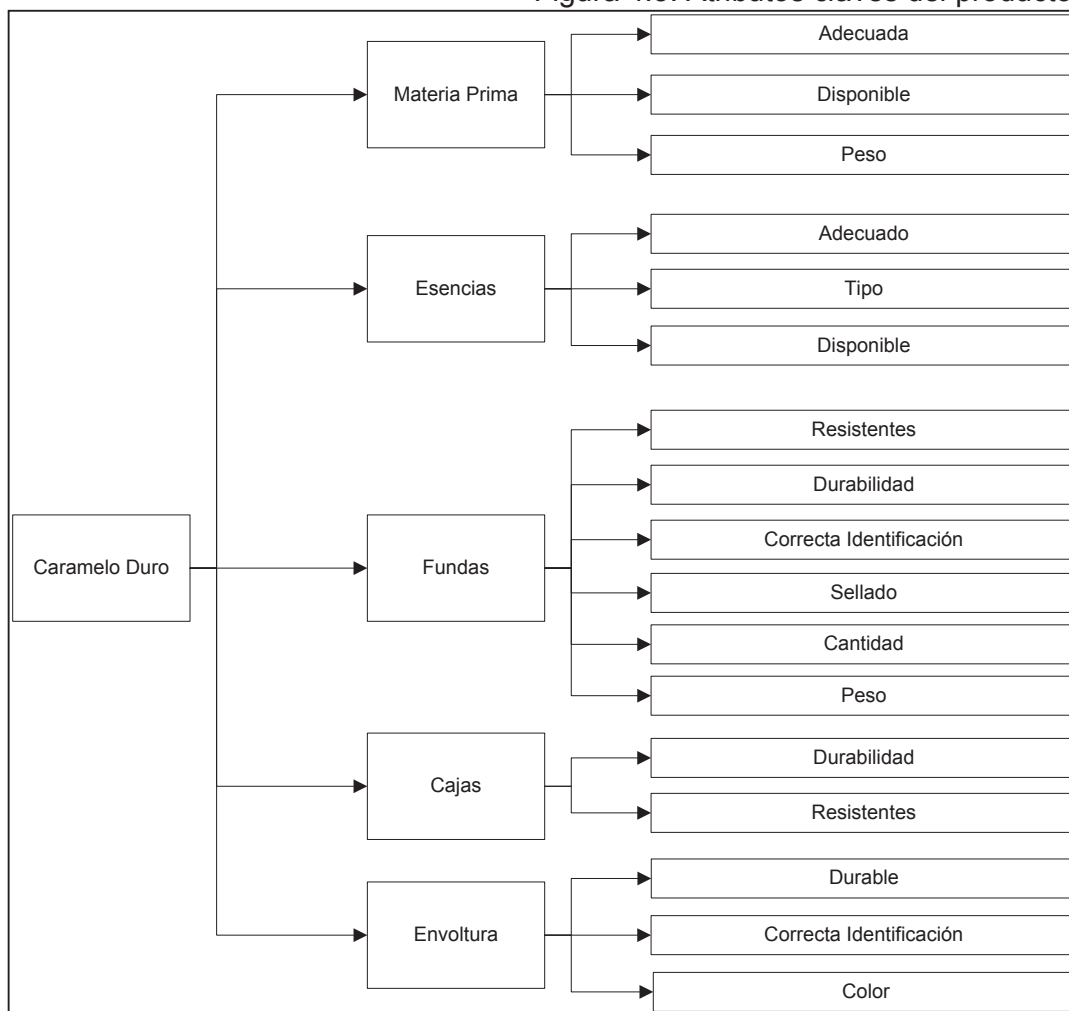 Adecuada
Materia Prima
Disponible
Peso
Adecuado
Esencias
Tipo
Disponible
Resistentes
Durabilidad
Correcta Identificación
Caramelo Duro
Fundas
Sellado
Cantidad
Peso
Durabilidad
Cajas
Resistentes
Durable
Envoltura
Correcta Identificación
Color